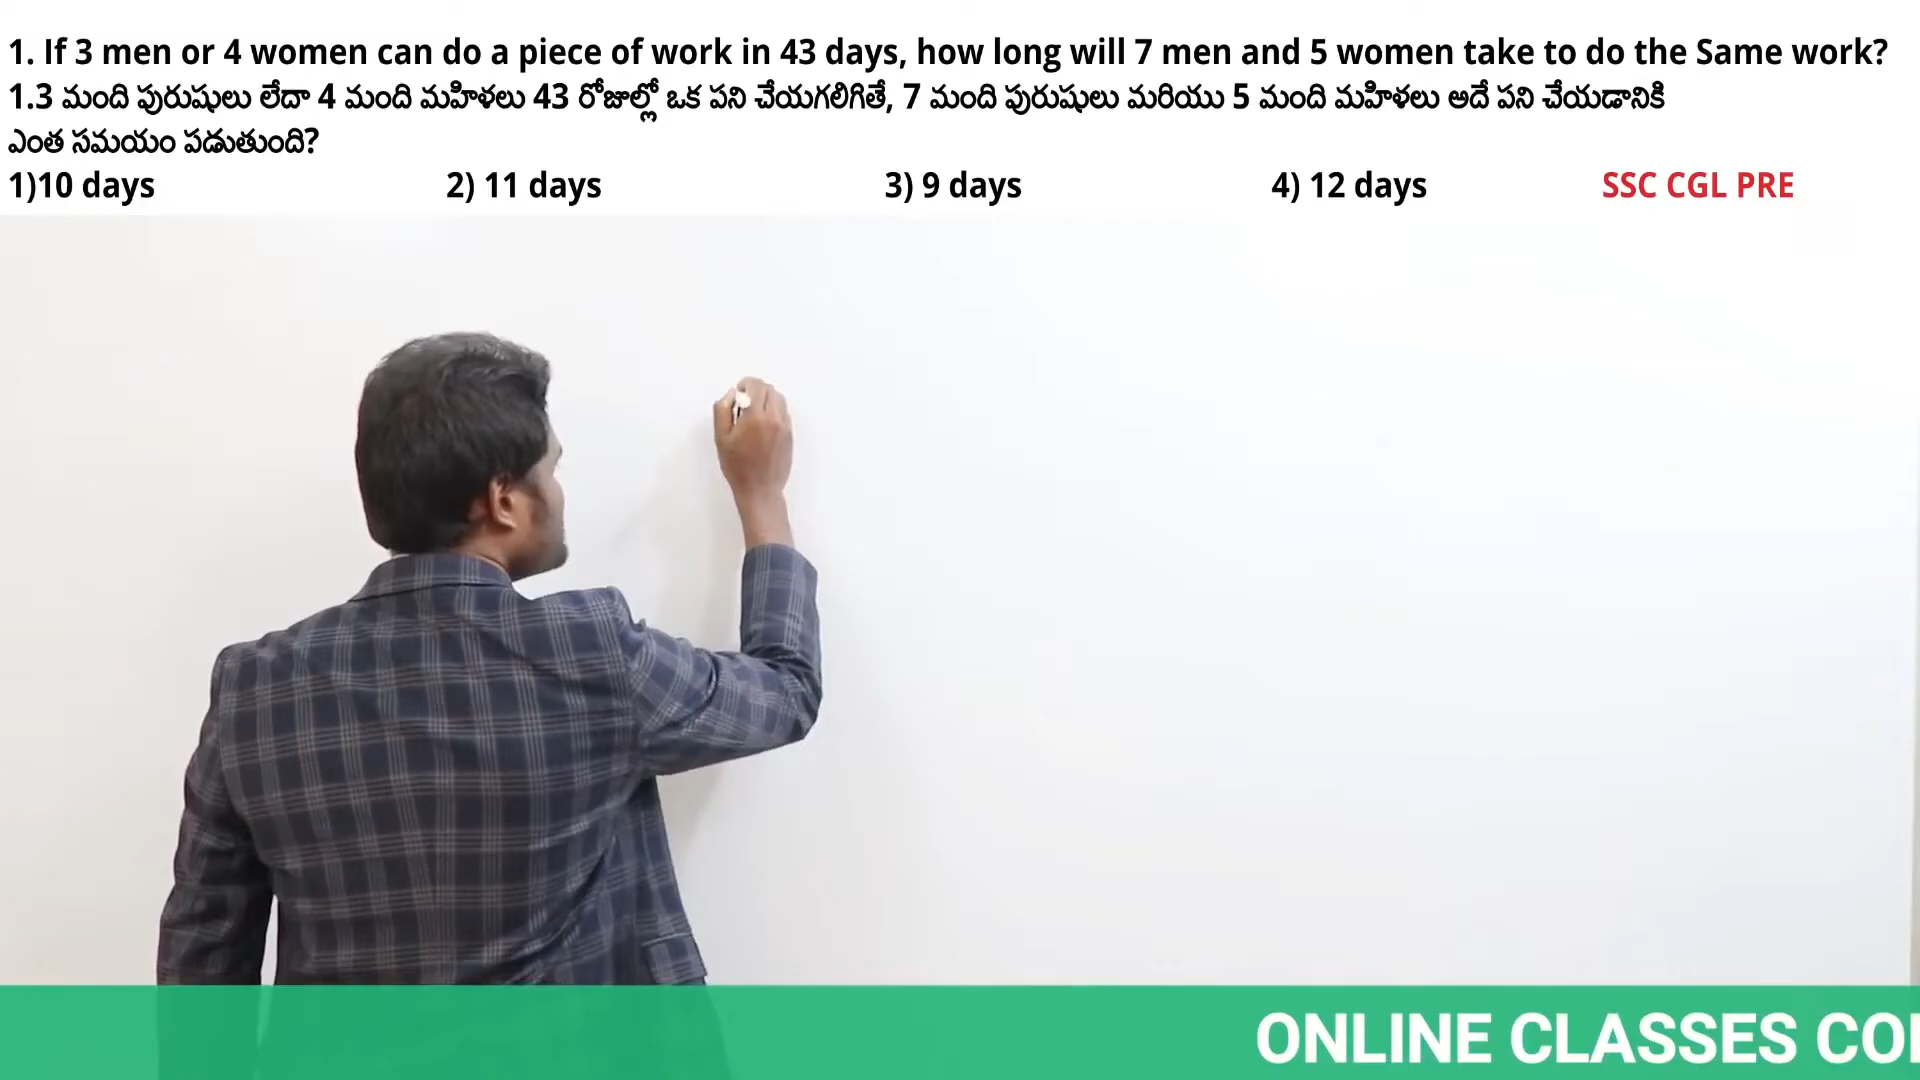 1. If 3 men or 4 women can do a piece of work in 43 days, how long will 7 men and 5 women take to do the Same work?
1.3 మంది పురుషులు లేదా 4 మంది మహిళలు 43 రోజుల్లో ఒక పని చేయగలిగితే, 7 మంది పురుషులు మరియు 5 మంది మహిళలు అదే పని చేయడానికి
ఎంత సమయం పడుతుంది?
1)10 days 2) 11 days 3) 9 days 4) 12 days SSC CGL PRE
ONLINE CLASSES